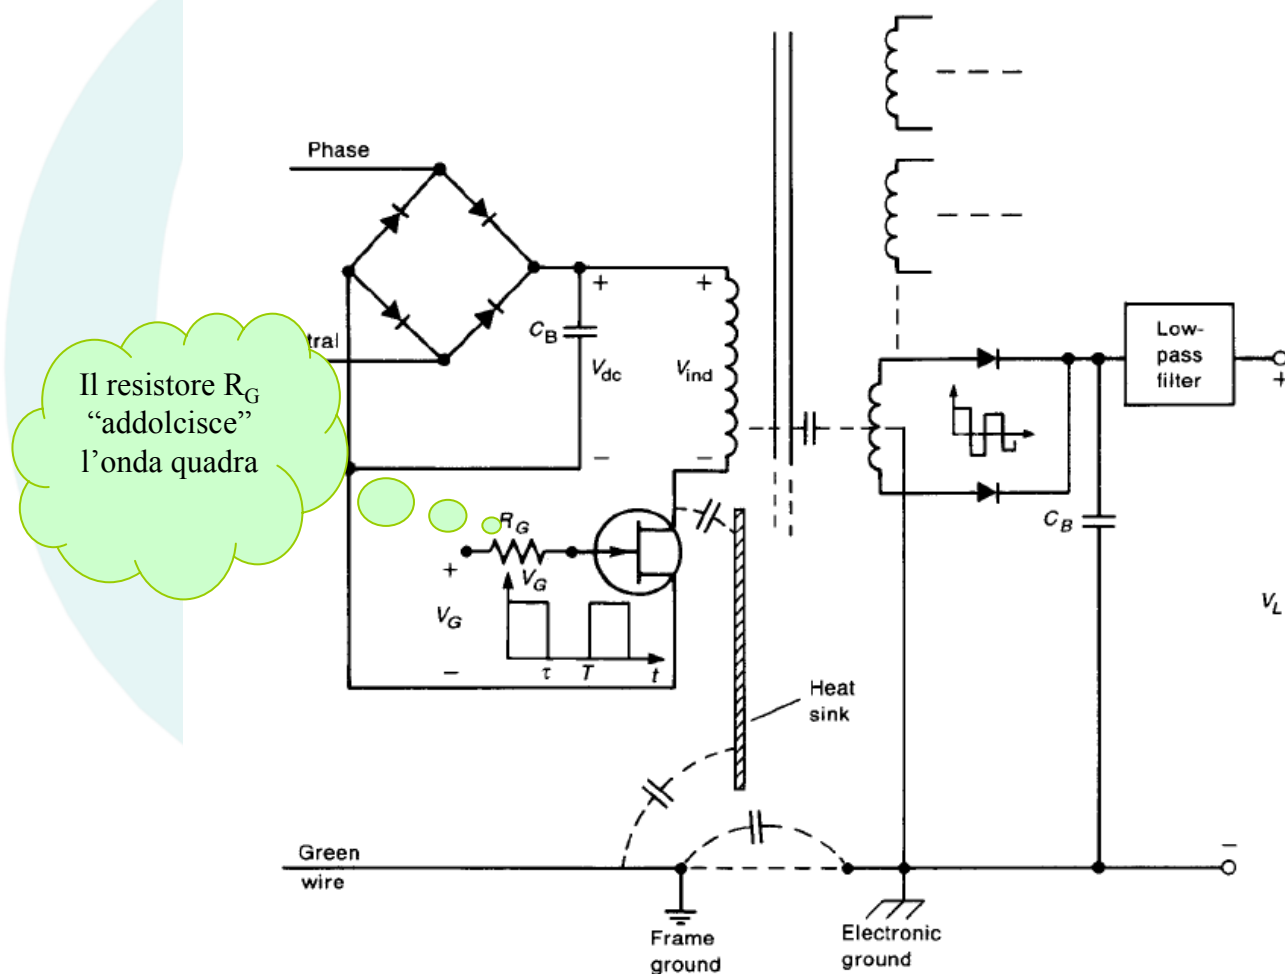 Phase
tral
Il resistore R_G
“addolcisce”
l’onda quadra
C_B
+
V_dc
−
+
V_ind
−
R_G
+
V_G
V_G
−
τ
T
t
Heat
sink
Low-
pass
filter
+
C_B
V_L
−
Green
wire
Frame
ground
Electronic
ground